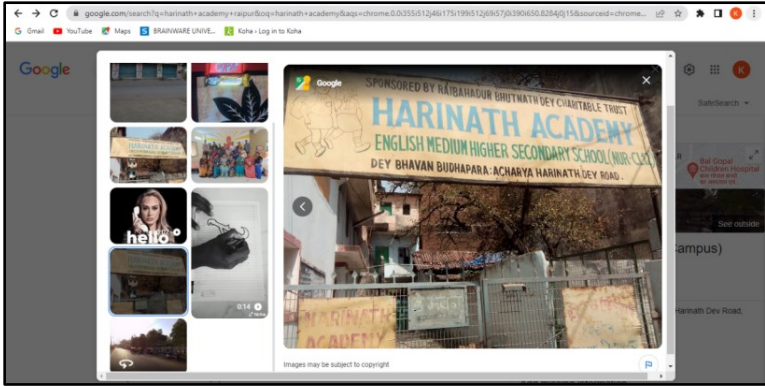 google.com/search?q=harinath+academy+raipur&oq=harinath+academy&aqs=chrome.0.0i355i512j46i175i199i512j69i57j0i390i650.8284j0j15&sourceid=chrome...
Gmail
YouTube
Maps
BRAINWARE UNIVE...
Koha › Log in to Koha
Google
K
SafeSearch
Google
SPONSORED BY RAIBAHADUR BHUTNATH DEY CHARITABLE TRUST
HARINATH ACADEMY
ENGLISH MEDIUM HIGHER SECONDARY SCHOOL
DEY BHAVAN BUDHAPARA: ACHARYA HARINATH DEY ROAD.
HARINATH
ACADEMY
hello
0:14
Bal Gopal
Children Hospital
See outside
Campus)
Harinath Dev Road,
Images may be subject to copyright